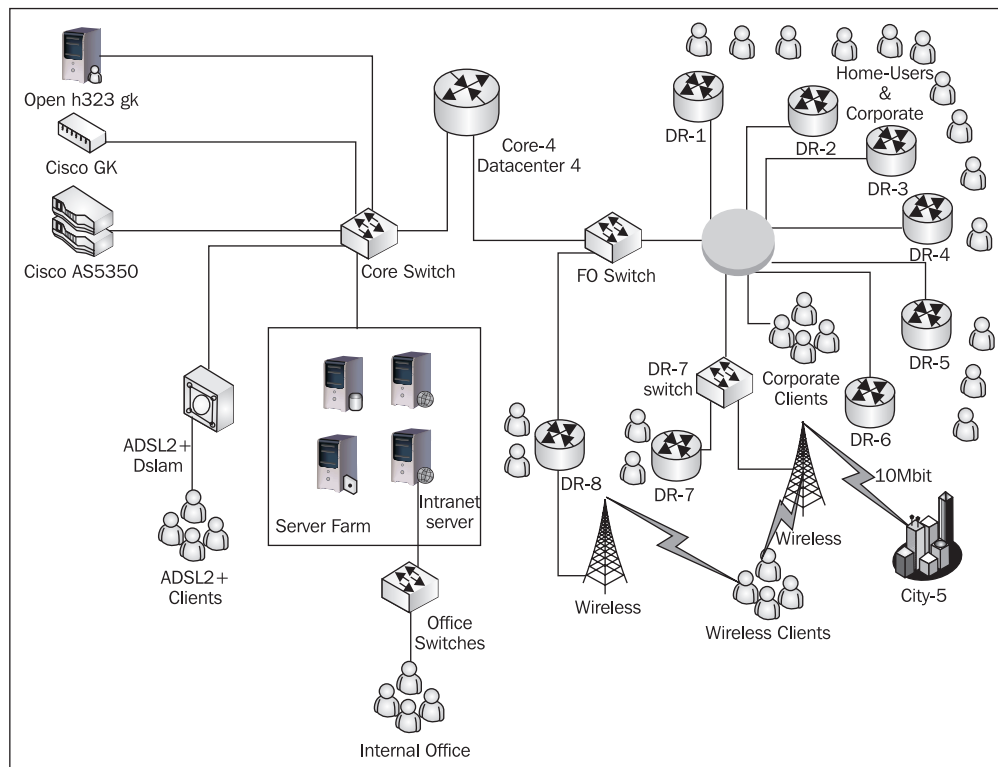 Open h323 gk
Cisco GK
Cisco AS5350
Core-4
Datacenter 4
Core Switch
FO Switch
Home-Users
&
Corporate
DR-1
DR-2
DR-3
DR-4
DR-5
DR-6
Corporate
Clients
DR-7
switch
DR-7
DR-8
ADSL2+
Dslam
ADSL2+
Clients
Server Farm
Intranet
server
Office
Switches
Internal Office
Wireless
Wireless
Wireless Clients
10Mbit
City-5